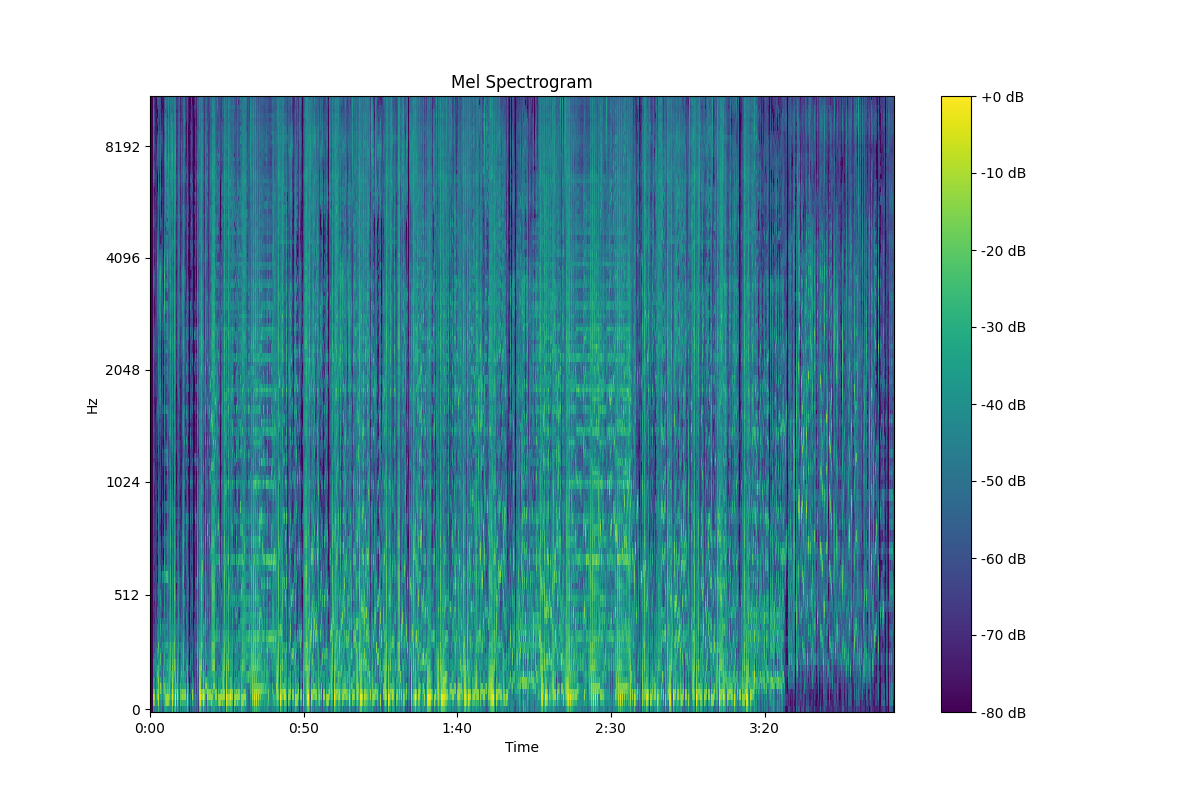 Mel Spectrogram
+0 dB
8192
-10 dB
-20 dB
4096
-30 dB
2048
Hz
-40 dB
1024
-50 dB
-60 dB
512
-70 dB
0
-80 dB
0:00 0:50 1:40 2:30 3:20
Time